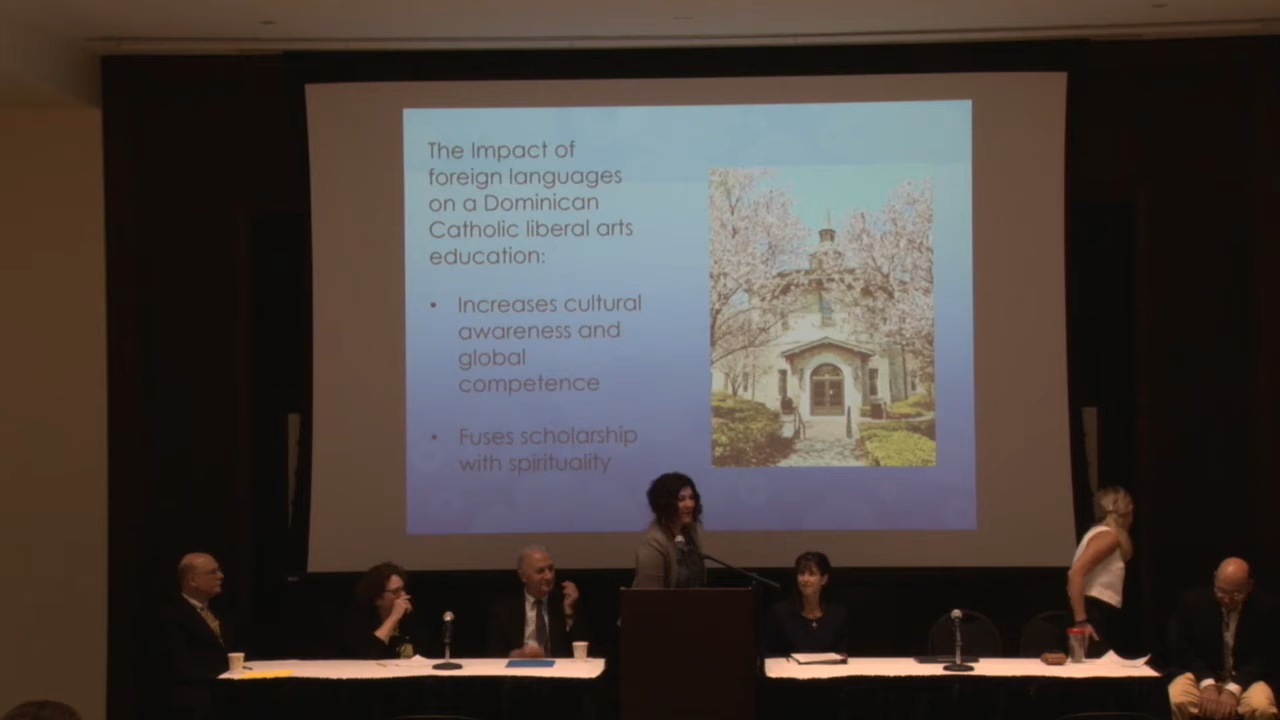 The Impact of
foreign languages
on a Dominican
Catholic liberal arts
education:
• Increases cultural
awareness and
global
competence
• Fuses scholarship
with spirituality